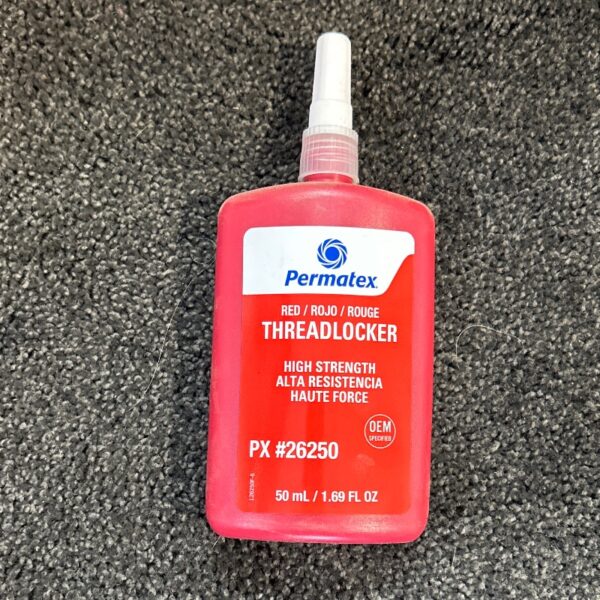 Permatex
RED / ROJO / ROUGE
THREADLOCKER
HIGH STRENGTH
ALTA RESISTENCIA
HAUTE FORCE
OEM
SPECIFIED
PX #26250
50 mL / 1.69 FL OZ